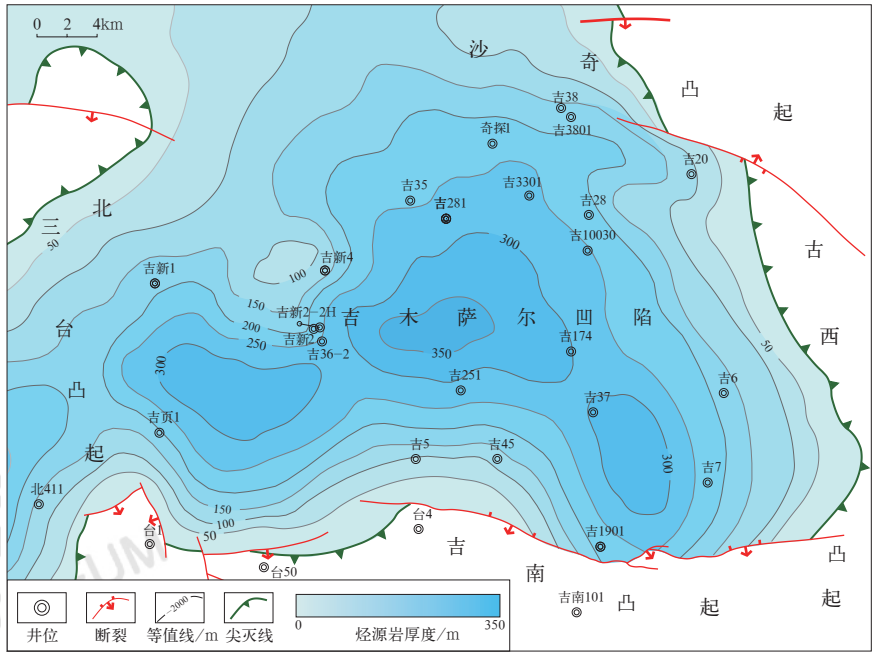 0 2 4km
沙
奇
凸
起
吉38
吉3801
奇探1
吉20
吉35
吉3301
吉281
吉28
北
三
50
300
吉10030
古
吉新4
100
吉新1
150
吉新2-2H
吉木萨尔凹陷
台
200
吉新2
250
吉36-2
350
吉174
50
西
300
吉251
吉6
凸
吉37
吉页1
起
吉5
吉45
300
吉7
北411
150
100
50
台4
台1
吉
吉1901
凸
台50
南
起
UM
吉南101
凸
起
-2000
0
350
井位
断裂
等值线/m
尖灭线
烃源岩厚度/m